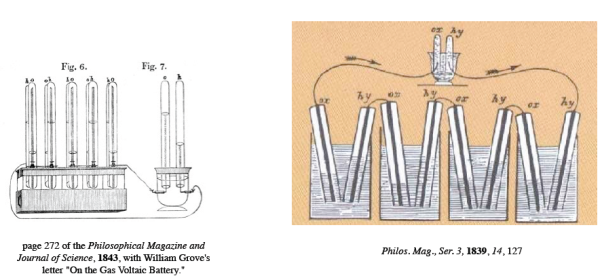 Fig. 6.
Fig. 7.
h o
o h
h o
o h
h o
o
h
page 272 of the Philosophical Magazine and
Journal of Science, 1843, with William Grove's
letter "On the Gas Voltaic Battery."
ox hy
ox
hy ox
hy ox
hy ox
hy
Philos. Mag., Ser. 3, 1839, 14, 127